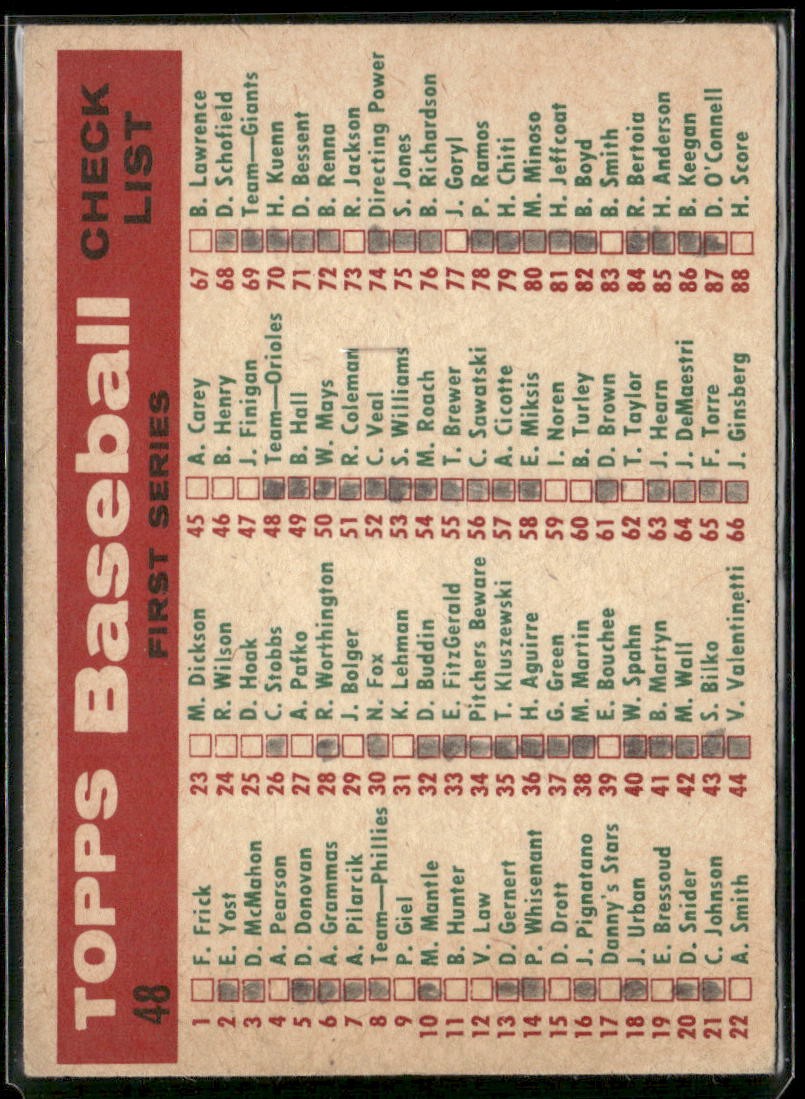 TOPPS Baseball CHECK LIST
48 FIRST SERIES
1 F. Frick
2 E. Yost
3 D. McMahon
4 A. Pearson
5 D. Donovan
6 A. Grammas
7 A. Pilarcik
8 Team—Phillies
9 P. Giel
10 M. Mantle
11 B. Hunter
12 V. Law
13 D. Gernert
14 P. Whisenant
15 D. Drott
16 J. Pignatano
17 Danny's Stars
18 J. Urban
19 E. Bressoud
20 D. Snider
21 C. Johnson
22 A. Smith
23 M. Dickson
24 R. Wilson
25 D. Hoak
26 C. Stobbs
27 A. Pafko
28 R. Worthington
29 J. Bolger
30 N. Fox
31 K. Lehman
32 D. Buddin
33 E. FitzGerald
34 Pitchers Beware
35 T. Kluszewski
36 H. Aguirre
37 G. Green
38 M. Martin
39 E. Bouchee
40 W. Spahn
41 B. Martyn
42 M. Wall
43 S. Bilko
44 V. Valentinetti
45 A. Carey
46 B. Henry
47 J. Finigan
48 Team—Orioles
49 B. Hall
50 W. Mays
51 R. Coleman
52 C. Veal
53 S. Williams
54 M. Roach
55 T. Brewer
56 C. Sawatski
57 A. Cicotte
58 E. Miksis
59 I. Noren
60 B. Turley
61 D. Brown
62 T. Taylor
63 J. Hearn
64 J. DeMaestri
65 F. Torre
66 J. Ginsberg
67 B. Lawrence
68 D. Schofield
69 Team—Giants
70 H. Kuenn
71 D. Bessent
72 B. Renna
73 R. Jackson
74 Directing Power
75 S. Jones
76 B. Richardson
77 J. Goryl
78 P. Ramos
79 H. Chiti
80 M. Minoso
81 H. Jeffcoat
82 B. Boyd
83 B. Smith
84 R. Bertoia
85 H. Anderson
86 B. Keegan
87 D. O'Connell
88 H. Score